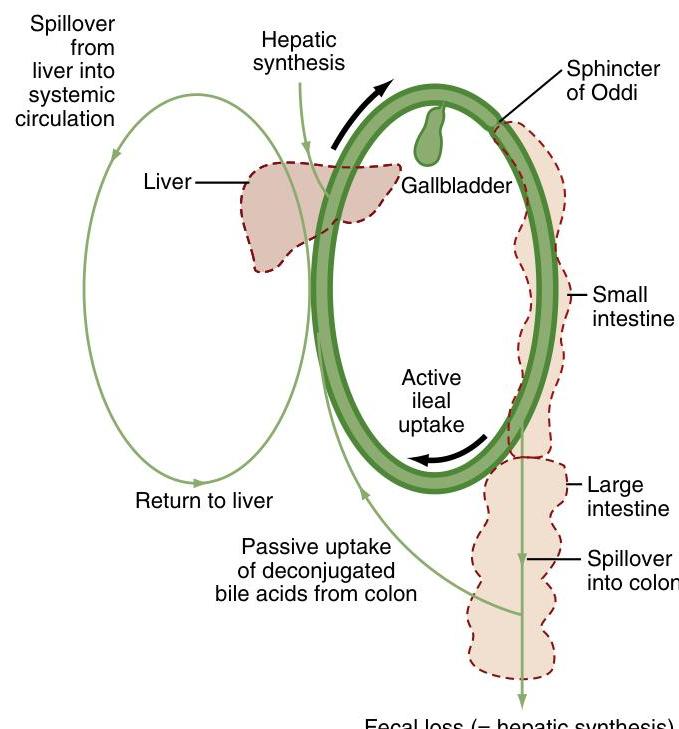 Spillover
from
liver into
systemic
circulation
Hepatic
synthesis
Sphincter
of Oddi
Liver
Gallbladder
Small
intestine
Active
ileal
uptake
Return to liver
Large
intestine
Passive uptake
of deconjugated
bile acids from colon
Spillover
into colon
Fecal loss (= hepatic synthesis)